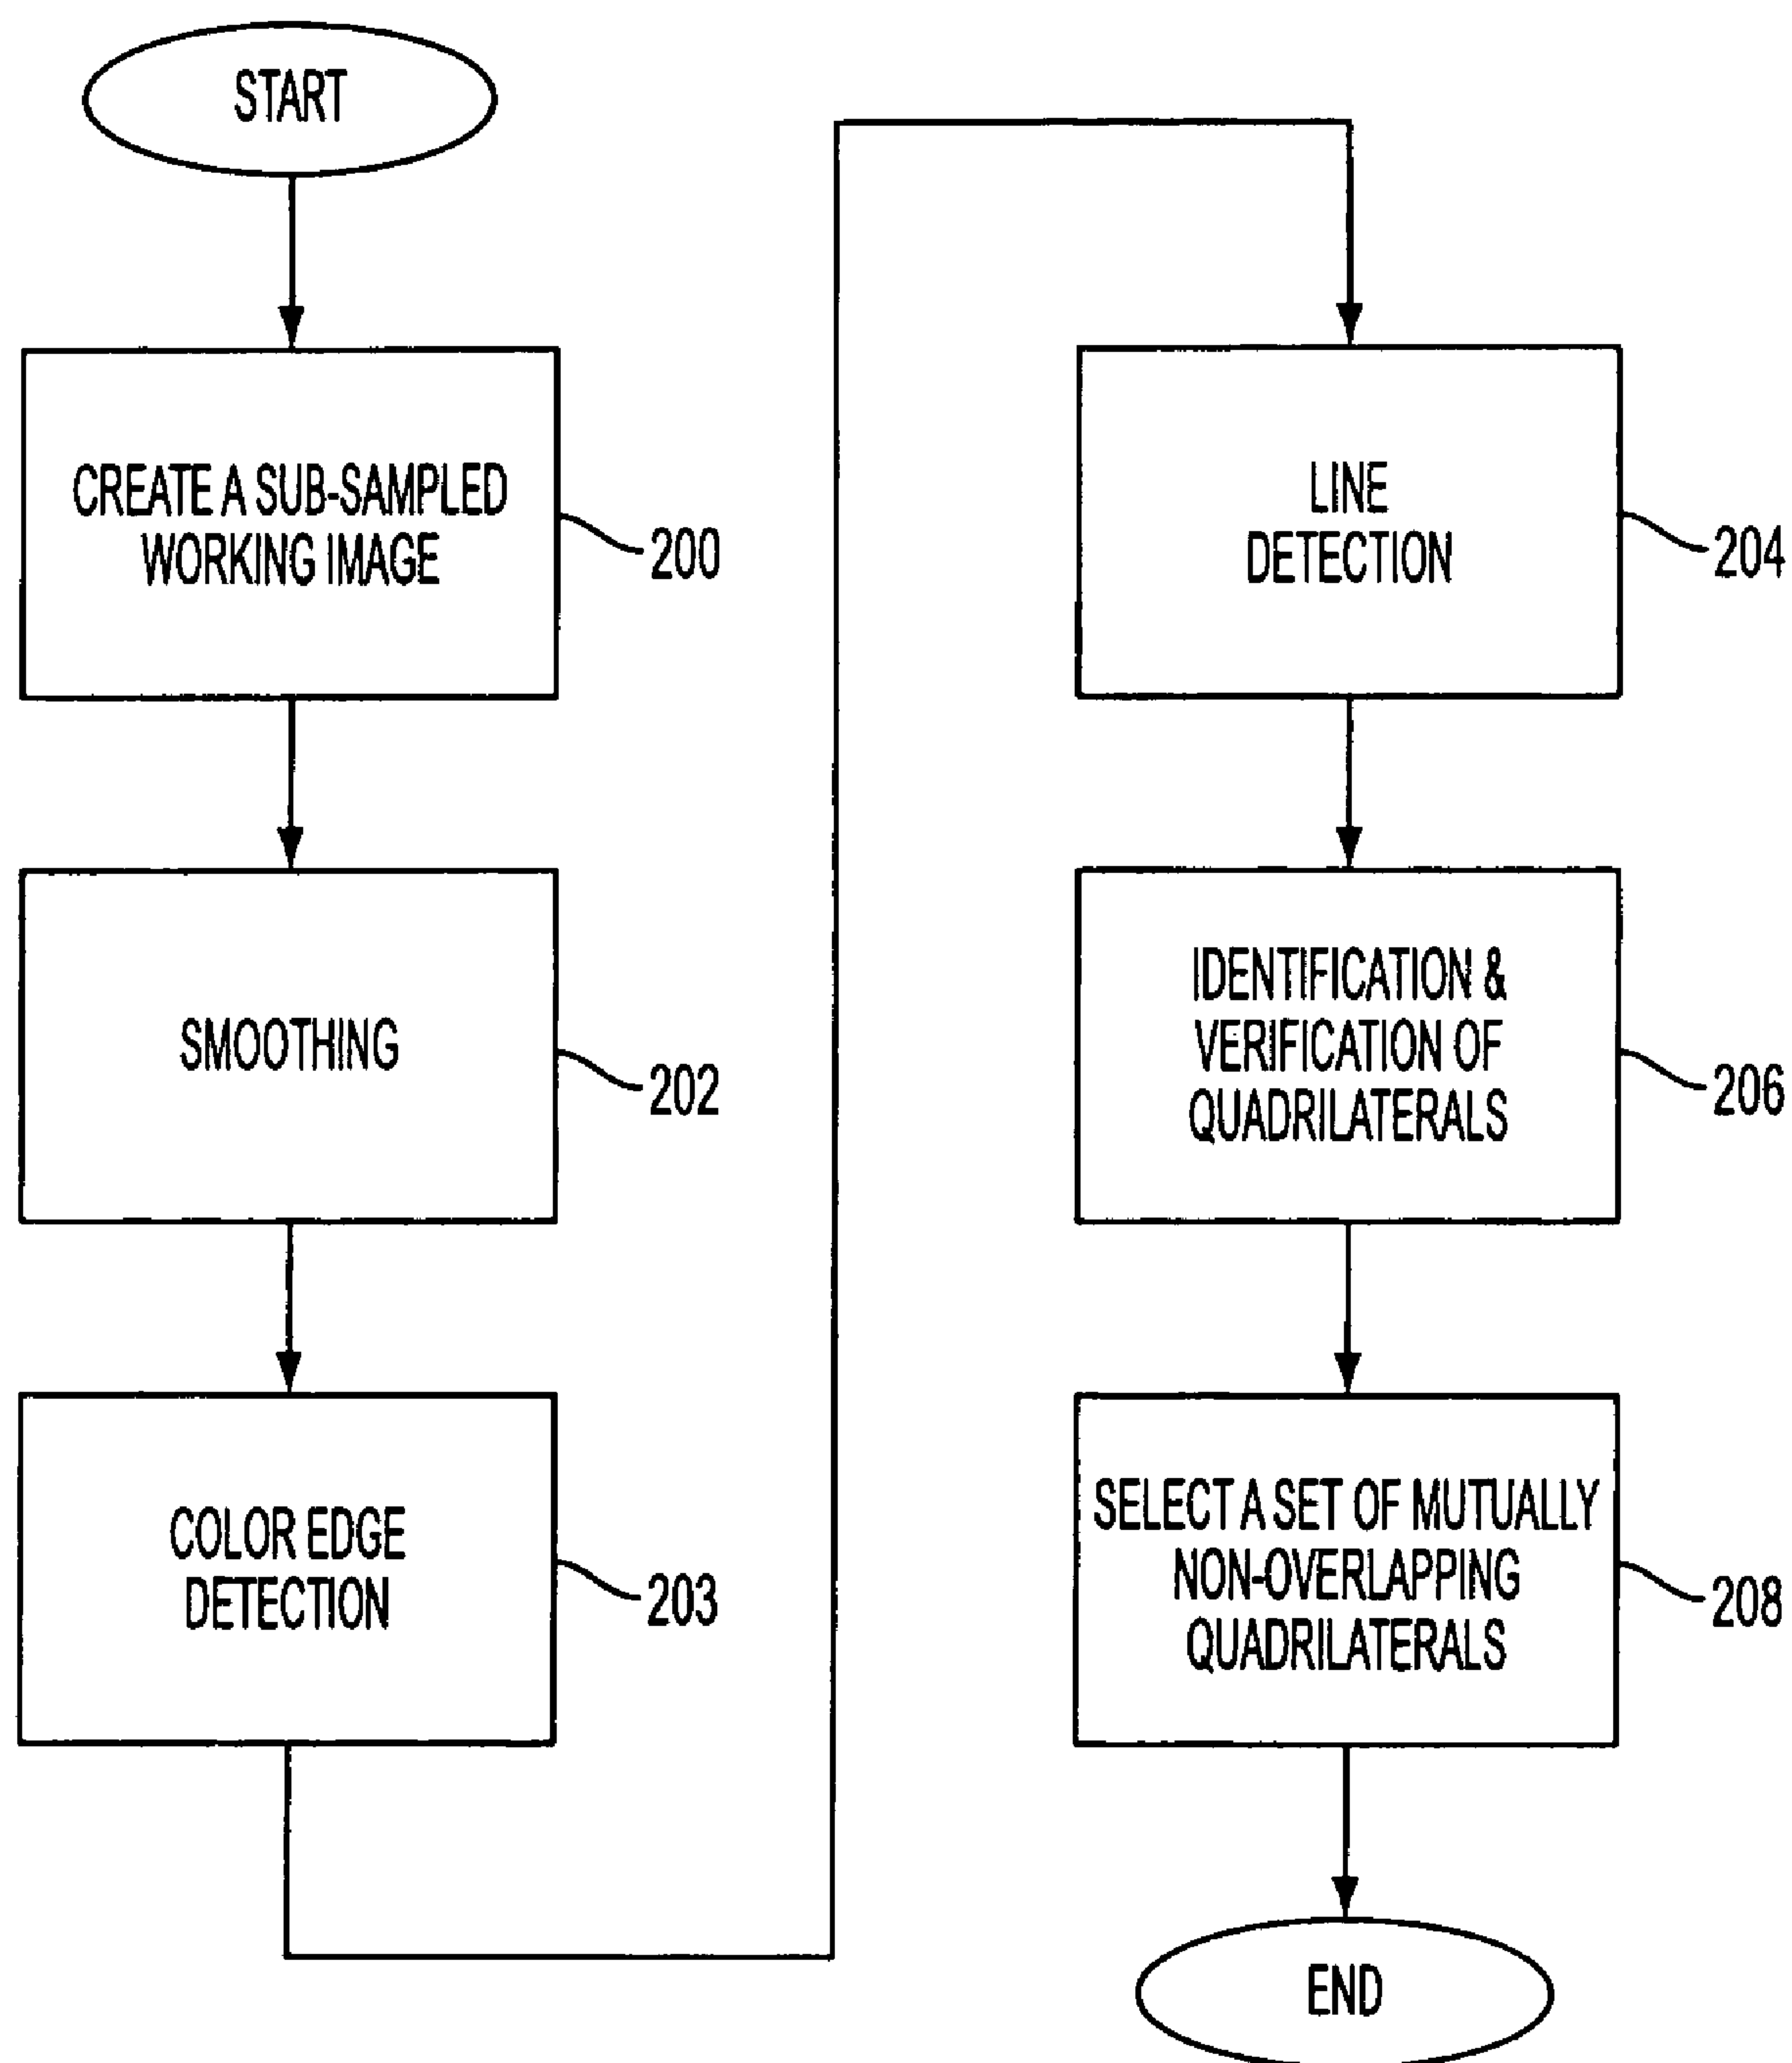 START
CREATE A SUB-SAMPLED
WORKING IMAGE
200
SMOOTHING
202
COLOR EDGE
DETECTION
203
LINE
DETECTION
204
IDENTIFICATION &
VERIFICATION OF
QUADRILATERALS
206
SELECT A SET OF MUTUALLY
NON-OVERLAPPING
QUADRILATERALS
208
END